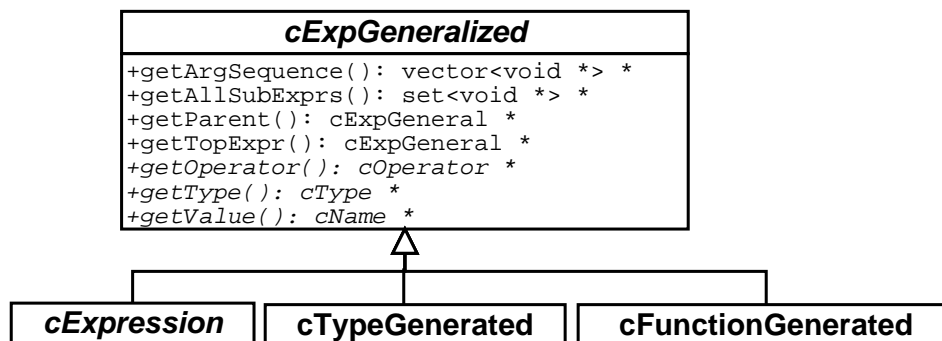 cExpGeneralized
+getArgSequence(): vector<void *> *
+getAllSubExprs(): set<void *> *
+getParent(): cExpGeneral *
+getTopExpr(): cExpGeneral *
+getOperator(): cOperator *
+getType(): cType *
+getValue(): cName *
cExpression cTypeGenerated cFunctionGenerated